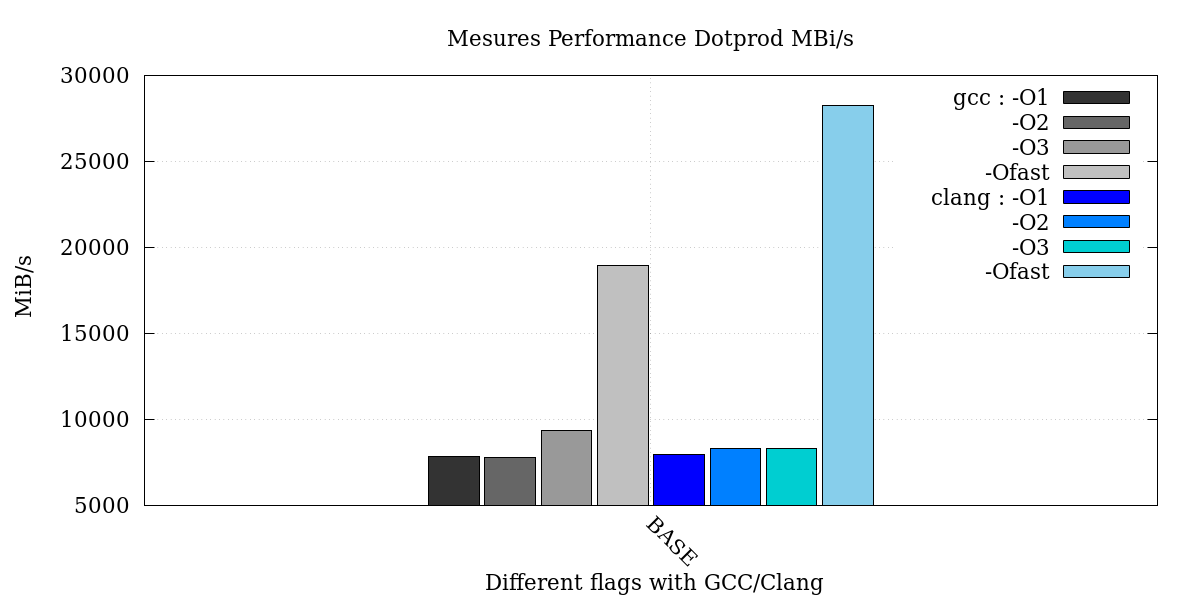 Mesures Performance Dotprod MBi/s
30000
25000
20000
15000
10000
5000
MiB/s
gcc : -O1
-O2
-O3
-Ofast
clang : -O1
-O2
-O3
-Ofast
BASE
Different flags with GCC/Clang